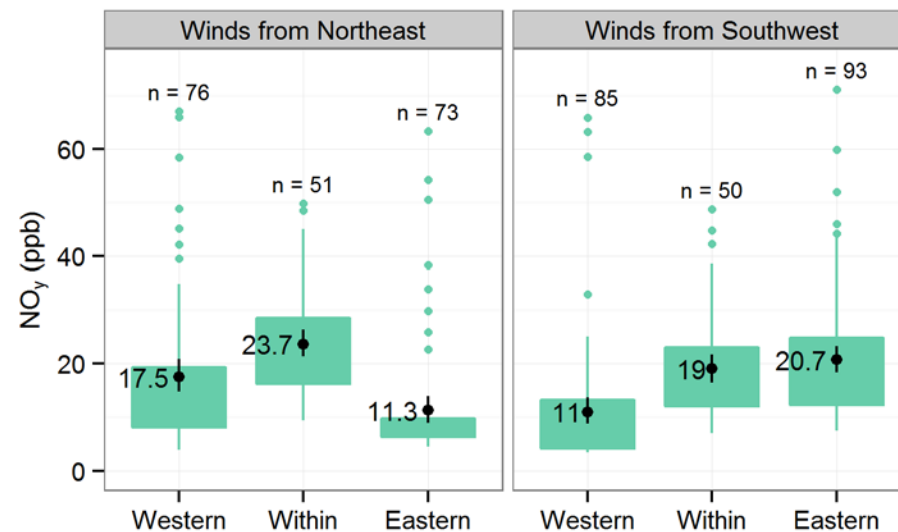 Winds from Northeast
Winds from Southwest
n = 76
n = 51
n = 73
n = 85
n = 50
n = 93
NOy (ppb)
60
40
20
0
17.5
23.7
11.3
11
19
20.7
Western Within Eastern
Western Within Eastern